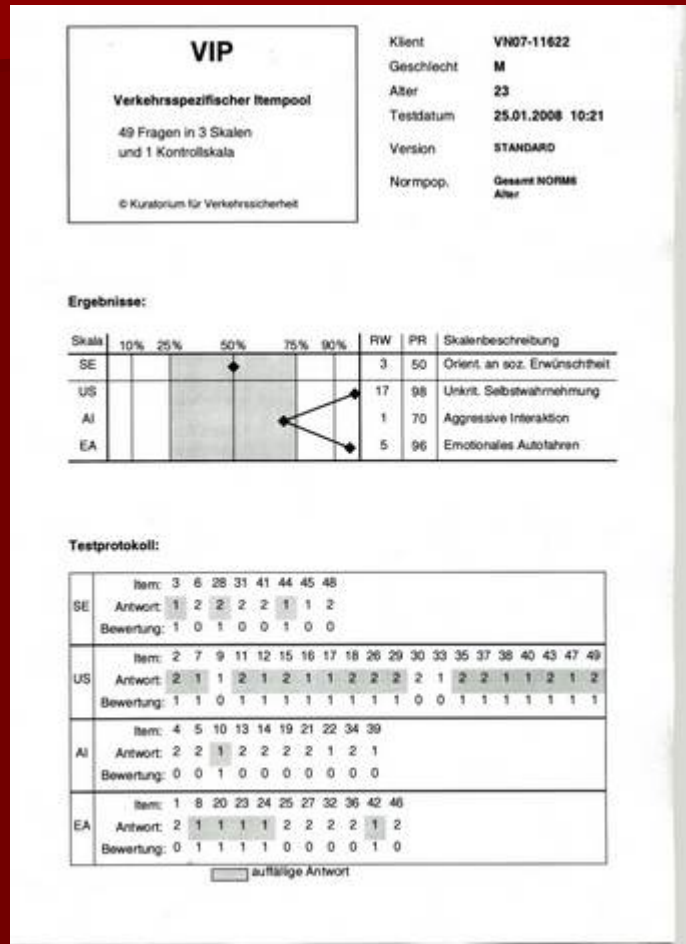 VIP
Verkehrsspezifischer Itempool
49 Fragen in 3 Skalen
und 1 Kontrollskala
© Kuratorium für Verkehrssicherheit
Klient VN07-11622
Geschlecht M
Alter 23
Testdatum 25.01.2008 10:21
Version STANDARD
Normpop. Gesamt NORM6
Alter
Ergebnisse:
Skala 10% 25% 50% 75% 90% RW PR Skalenbeschreibung
SE 3 50 Orient. an soz. Erwünschtheit
US 17 98 Unkrit. Selbstwahrnehmung
AI 1 70 Aggressive Interaktion
EA 5 96 Emotionales Autofahren
Testprotokoll:
Item: 3 6 28 31 41 44 45 48
SE Antwort: 1 2 2 2 2 1 1 2
Bewertung: 1 0 1 0 0 1 0 0
Item: 2 7 9 11 12 15 16 17 18 26 29 30 33 35 37 38 40 43 47 49
US Antwort: 2 1 1 2 1 2 1 1 2 2 2 2 1 2 2 1 1 2 1 2
Bewertung: 1 1 0 1 1 1 1 1 1 1 1 0 0 1 1 1 1 1 1 1
Item: 4 5 10 13 14 19 21 22 34 39
AI Antwort: 2 2 1 2 2 2 2 1 2 1
Bewertung: 0 0 1 0 0 0 0 0 0 0
Item: 1 8 20 23 24 25 27 32 36 42 46
EA Antwort: 2 1 1 1 1 2 2 2 2 1 2
Bewertung: 0 1 1 1 1 0 0 0 0 1 0
auffällige Antwort